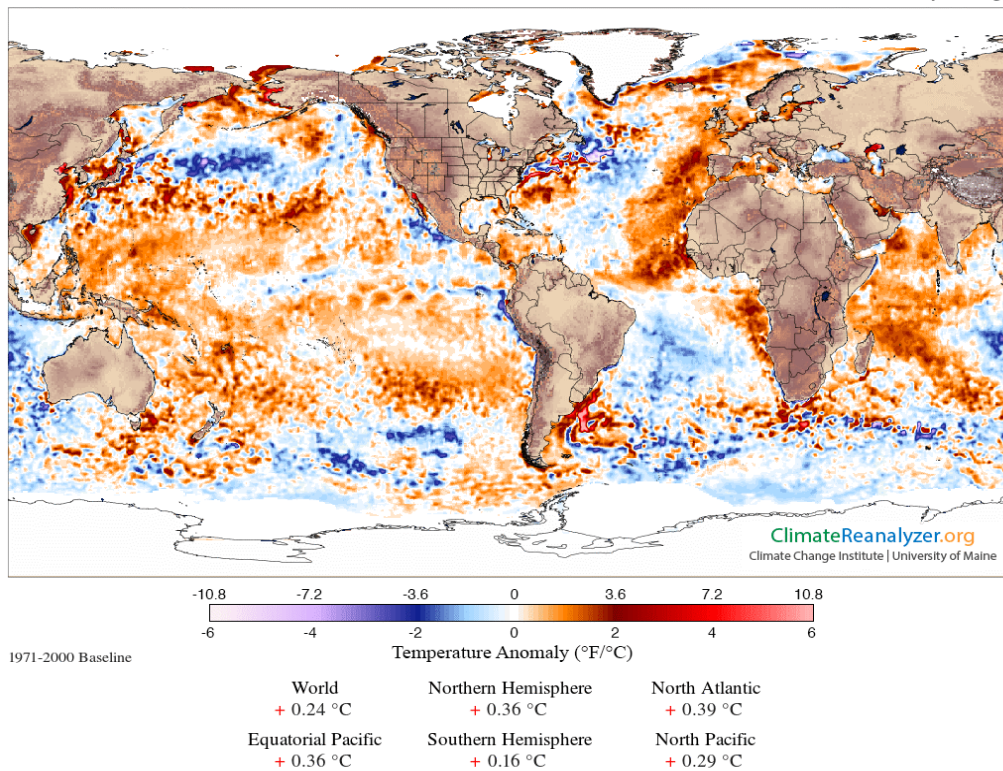 ClimateReanalyzer.org
Climate Change Institute | University of Maine
-10.8 -7.2 -3.6 0 3.6 7.2 10.8
-6 -4 -2 0 2 4 6
1971-2000 Baseline
Temperature Anomaly (°F/°C)
World Northern Hemisphere North Atlantic
+ 0.24 °C + 0.36 °C + 0.39 °C
Equatorial Pacific Southern Hemisphere North Pacific
+ 0.36 °C + 0.16 °C + 0.29 °C